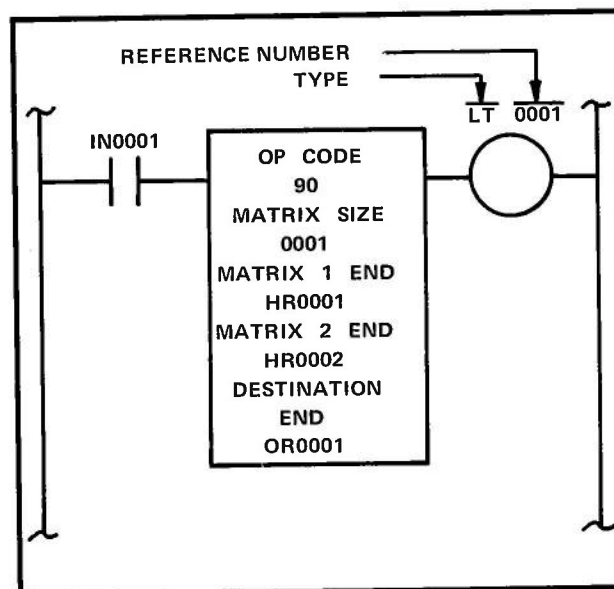 REFERENCE NUMBER
TYPE
LT 0001
IN0001
OP CODE
90
MATRIX SIZE
0001
MATRIX 1 END
HR0001
MATRIX 2 END
HR0002
DESTINATION
END
OR0001